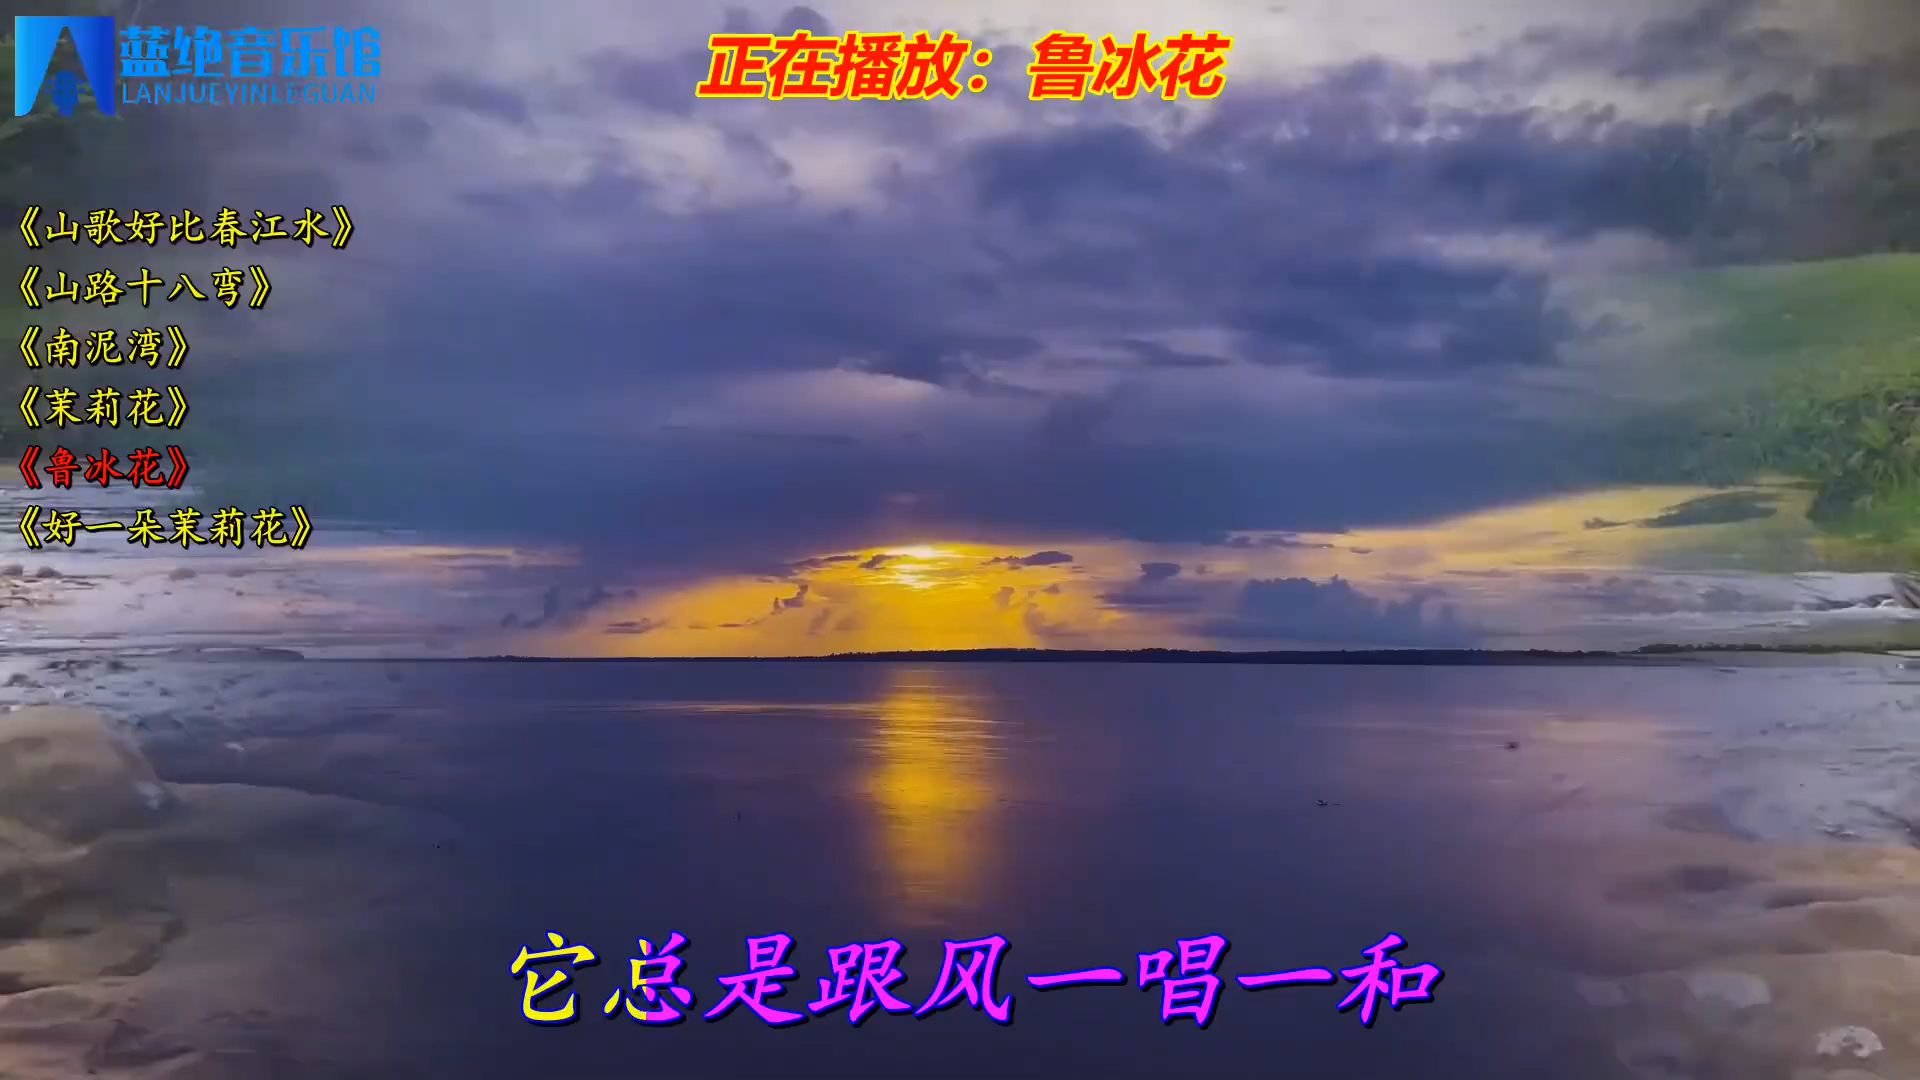 蓝绝音乐馆
LANJUEYINLEGUAN
正在播放：鲁冰花
《山歌好比春江水》
《山路十八弯》
《南泥湾》
《茉莉花》
《鲁冰花》
《好一朵茉莉花》
它总是跟风一唱一和